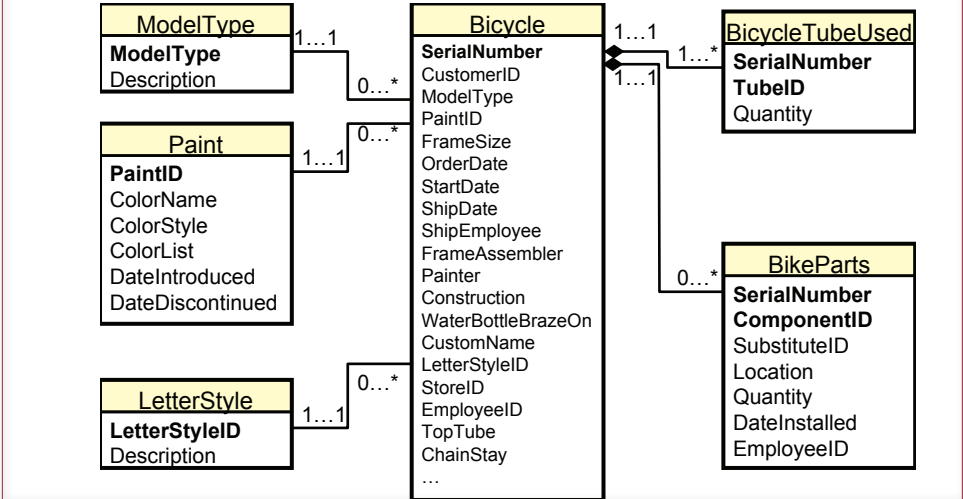 ModelType
ModelType
Description
1…1
0…*
Paint
PaintID
ColorName
ColorStyle
ColorList
DateIntroduced
DateDiscontinued
1…1
0…*
LetterStyle
LetterStyleID
Description
1…1
0…*
Bicycle
SerialNumber
CustomerID
ModelType
PaintID
FrameSize
OrderDate
StartDate
ShipDate
ShipEmployee
FrameAssembler
Painter
Construction
WaterBottleBrazeOn
CustomName
LetterStyleID
StoreID
EmployeeID
TopTube
ChainStay
…
1…1
1…*
1…1
0…*
BicycleTubeUsed
SerialNumber
TubeID
Quantity
BikeParts
SerialNumber
ComponentID
SubstituteID
Location
Quantity
DateInstalled
EmployeeID